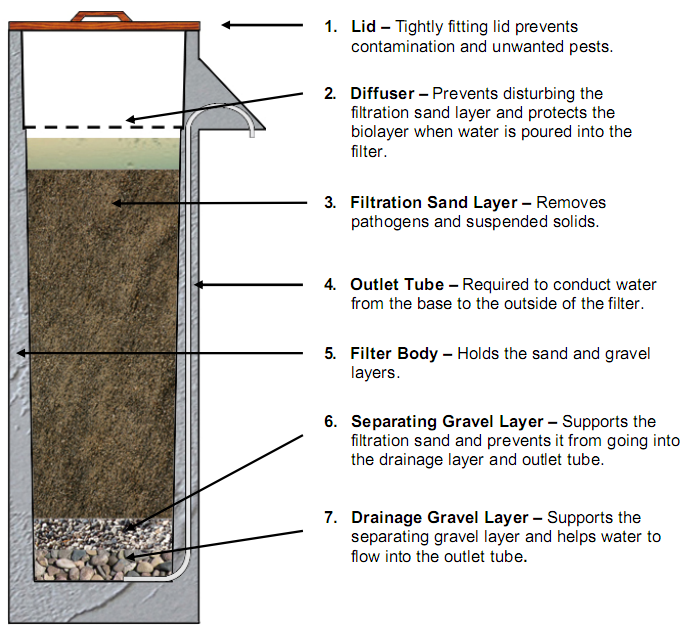 1. Lid – Tightly fitting lid prevents
contamination and unwanted pests.
2. Diffuser – Prevents disturbing the
filtration sand layer and protects the
biolayer when water is poured into the
filter.
3. Filtration Sand Layer – Removes
pathogens and suspended solids.
4. Outlet Tube – Required to conduct water
from the base to the outside of the filter.
5. Filter Body – Holds the sand and gravel
layers.
6. Separating Gravel Layer – Supports the
filtration sand and prevents it from going into
the drainage layer and outlet tube.
7. Drainage Gravel Layer – Supports the
separating gravel layer and helps water to
flow into the outlet tube.